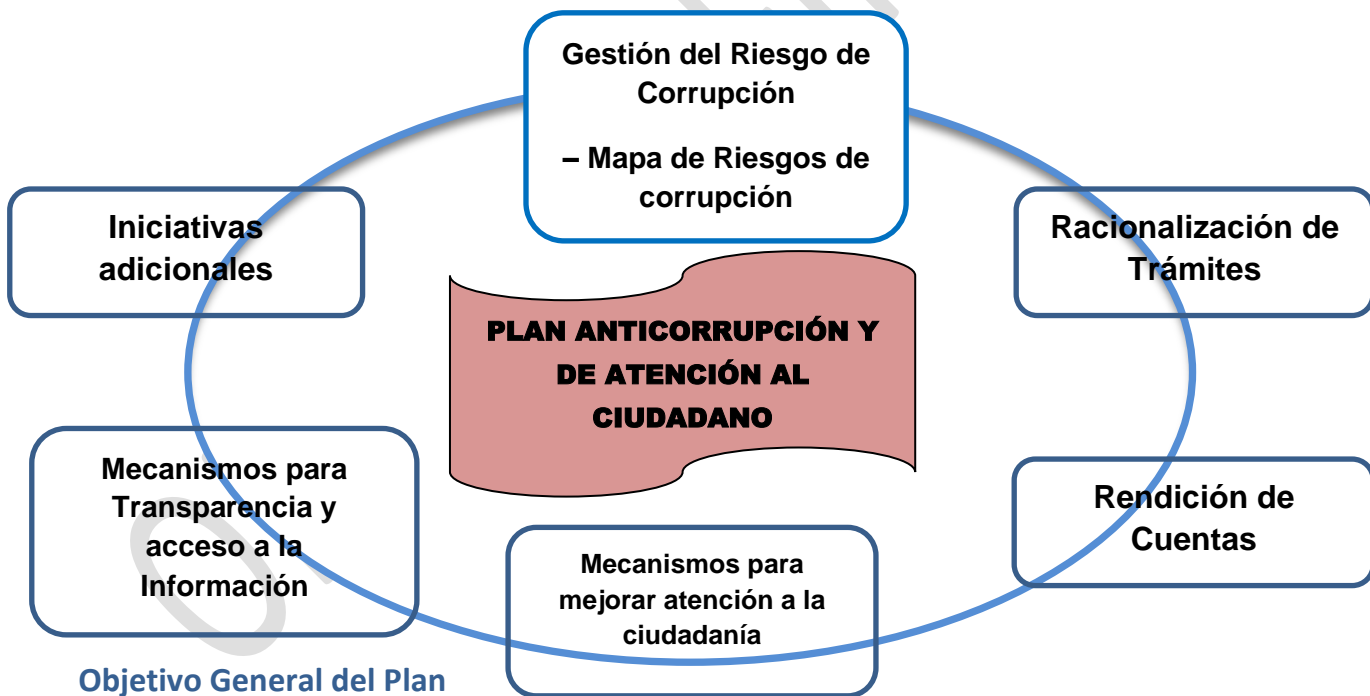 Gestión del Riesgo de
Corrupción
– Mapa de Riesgos de
corrupción
Iniciativas
adicionales
Racionalización de
Trámites
PLAN ANTICORRUPCIÓN Y
DE ATENCIÓN AL
CIUDADANO
Mecanismos para
Transparencia y
acceso a la
Información
Rendición de
Cuentas
Mecanismos para
mejorar atención a la
ciudadanía
Objetivo General del Plan